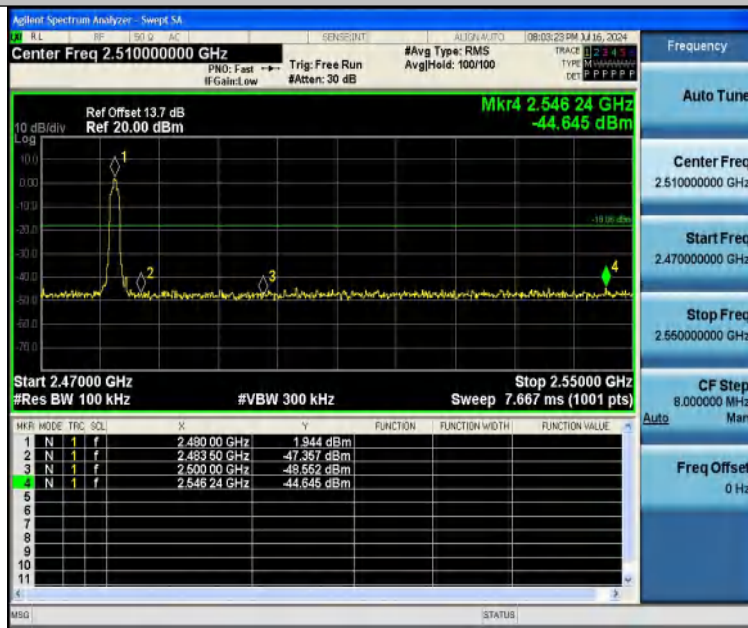 Agilent Spectrum Analyzer - Swept SA
LXI RL RF 50 Ω AC SENSE:INT ALIGN AUTO 08:03:23 PM Jul 16, 2024
Center Freq 2.510000000 GHz
PNO: Fast
IFGain:Low
Trig: Free Run
#Atten: 30 dB
#Avg Type: RMS
Avg|Hold: 100/100
TRACE 1 2 3 4 5 6
TYPE MWWWWW
DET P P P P P P
Ref Offset 13.7 dB
Ref 20.00 dBm
10 dB/div
Log
Mkr4 2.546 24 GHz
-44.645 dBm
10.0
0.00
-10.0
-20.0
-30.0
-40.0
-50.0
-60.0
-70.0
1
2
3
4
Start 2.47000 GHz
Stop 2.55000 GHz
#Res BW 100 kHz
#VBW 300 kHz
Sweep 7.667 ms (1001 pts)
MKR MODE TRC SCL X Y FUNCTION FUNCTION WIDTH FUNCTION VALUE
1 N 1 f 2.480 00 GHz 1.944 dBm
2 N 1 f 2.483 50 GHz -47.357 dBm
3 N 1 f 2.500 00 GHz -48.552 dBm
4 N 1 f 2.546 24 GHz -44.645 dBm
5
6
7
8
9
10
11
MSG
STATUS
Frequency
Auto Tune
Center Freq
2.510000000 GHz
Start Freq
2.470000000 GHz
Stop Freq
2.550000000 GHz
CF Step
8.000000 MHz
Auto Man
Freq Offset
0 Hz